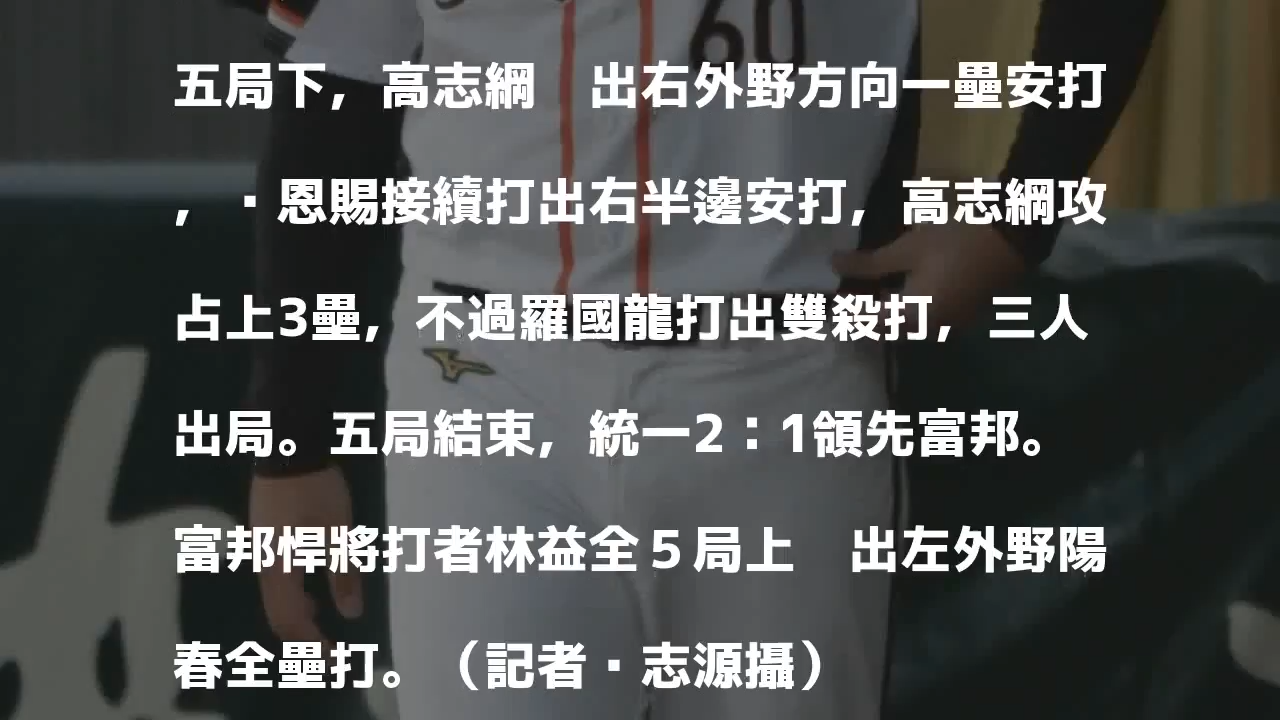 60
五局下，高志綱　出右外野方向一壘安打
，・恩賜接續打出右半邊安打，高志綱攻
占上3壘，不過羅國龍打出雙殺打，三人
出局。五局結束，統一2：1領先富邦。
富邦悍將打者林益全５局上　出左外野陽
春全壘打。（記者・志源攝）